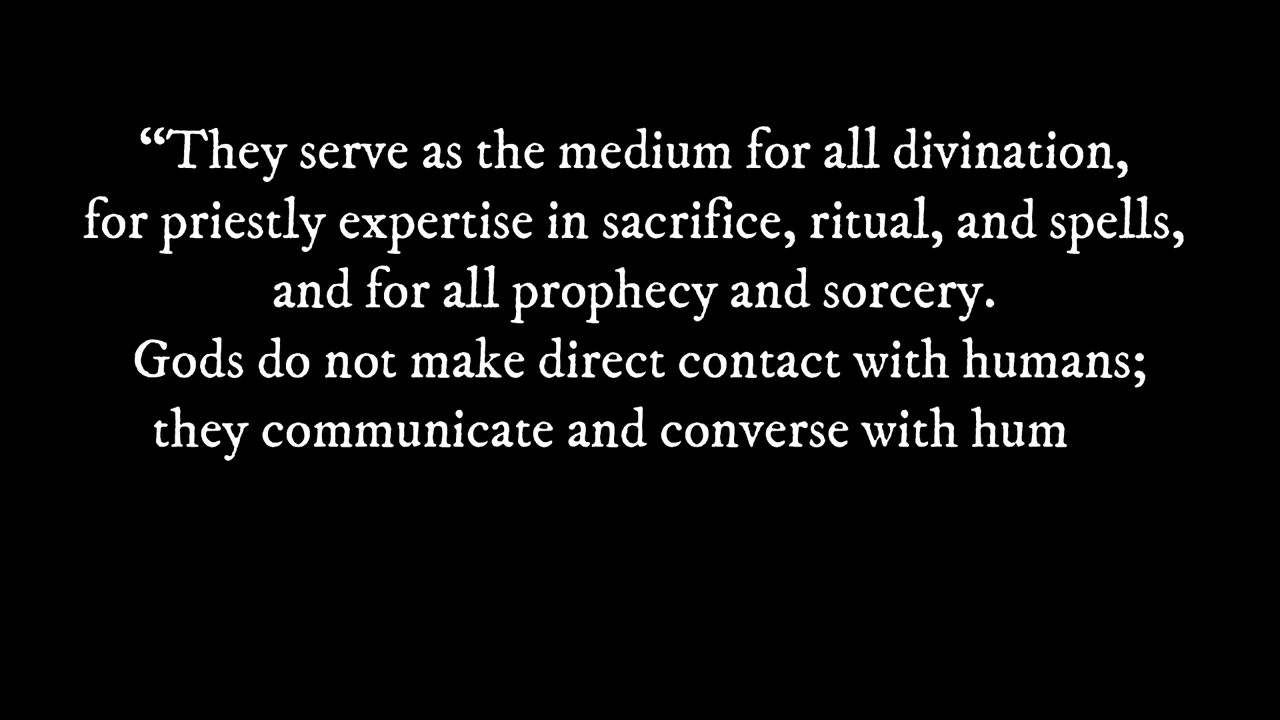 “They serve as the medium for all divination,
for priestly expertise in sacrifice, ritual, and spells,
and for all prophecy and sorcery.
Gods do not make direct contact with humans;
they communicate and converse with hum